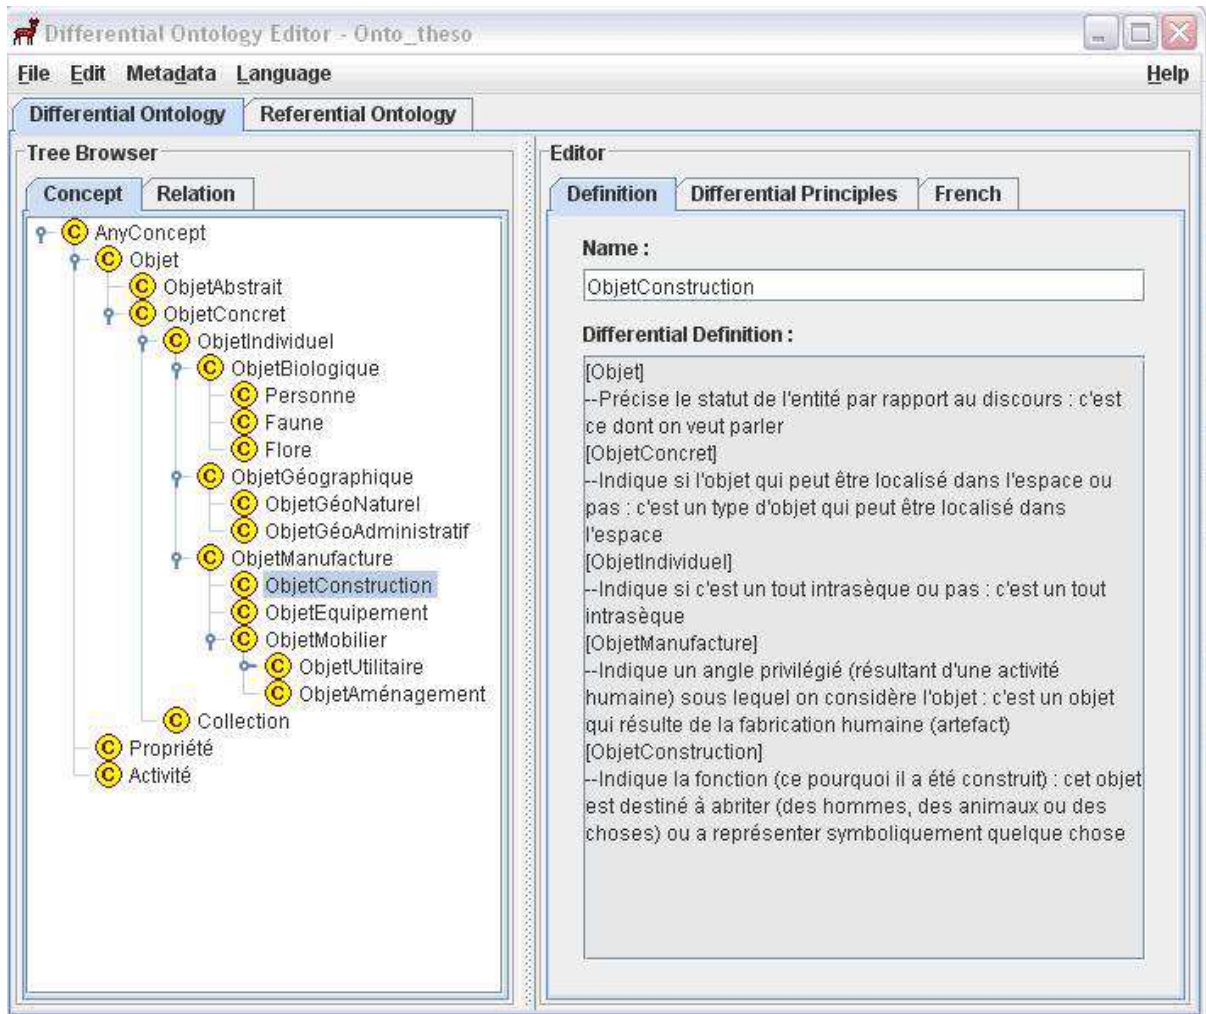 Differential Ontology Editor - Onto_theso
File Edit Metadata Language Help
Differential Ontology Referential Ontology
Tree Browser
Concept Relation
AnyConcept
Objet
ObjetAbstrait
ObjetConcret
ObjetIndividuel
ObjetBiologique
Personne
Faune
Flore
ObjetGéographique
ObjetGéoNaturel
ObjetGéoAdministratif
ObjetManufacture
ObjetConstruction
ObjetEquipement
ObjetMobilier
ObjetUtilitaire
ObjetAménagement
Collection
Propriété
Activité
Editor
Definition Differential Principles French
Name :
ObjetConstruction
Differential Definition :
[Objet]
--Précise le statut de l'entité par rapport au discours : c'est
ce dont on veut parler
[ObjetConcret]
--Indique si l'objet qui peut être localisé dans l'espace ou
pas : c'est un type d'objet qui peut être localisé dans
l'espace
[ObjetIndividuel]
--Indique si c'est un tout intrasèque ou pas : c'est un tout
intrasèque
[ObjetManufacture]
--Indique un angle privilégié (résultant d'une activité
humaine) sous lequel on considère l'objet : c'est un objet
qui résulte de la fabrication humaine (artefact)
[ObjetConstruction]
--Indique la fonction (ce pourquoi il a été construit) : cet objet
est destiné à abriter (des hommes, des animaux ou des
choses) ou a représenter symboliquement quelque chose